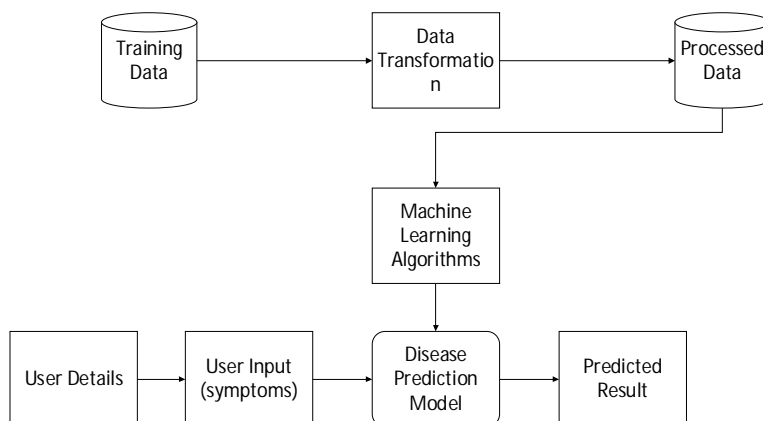 Training
Data
Data
Transformatio
n
Processed
Data
Machine
Learning
Algorithms
User Details
User Input
(symptoms)
Disease
Prediction
Model
Predicted
Result